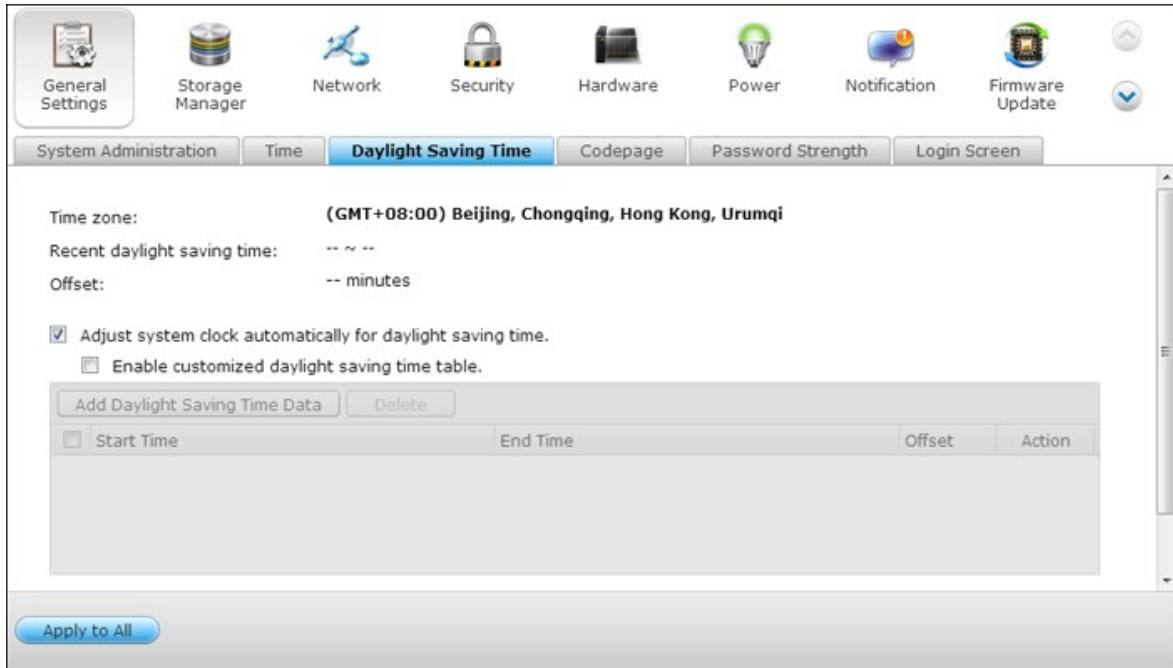 General Settings
Storage Manager
Network
Security
Hardware
Power
Notification
Firmware Update
System Administration
Time
Daylight Saving Time
Codepage
Password Strength
Login Screen
Time zone: (GMT+08:00) Beijing, Chongqing, Hong Kong, Urumqi
Recent daylight saving time: -- ~ --
Offset: -- minutes
Adjust system clock automatically for daylight saving time.
Enable customized daylight saving time table.
Add Daylight Saving Time Data Delete
Start Time End Time Offset Action
Apply to All